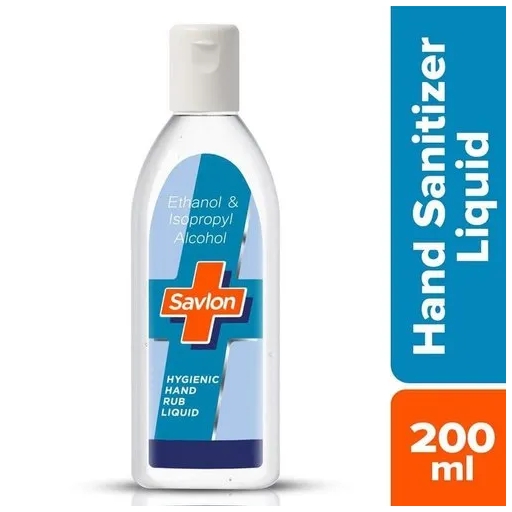 Ethanol &
Isopropyl
Alcohol
Savlon
HYGIENIC
HAND
RUB
LIQUID
Hand Sanitizer
Liquid
200
ml